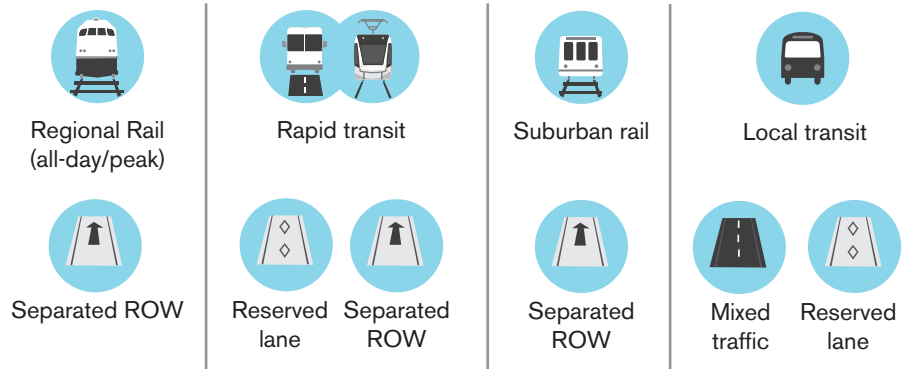 Regional Rail
(all-day/peak)
Rapid transit
Suburban rail
Local transit
Separated ROW
Reserved
lane
Separated
ROW
Separated
ROW
Mixed
traffic
Reserved
lane